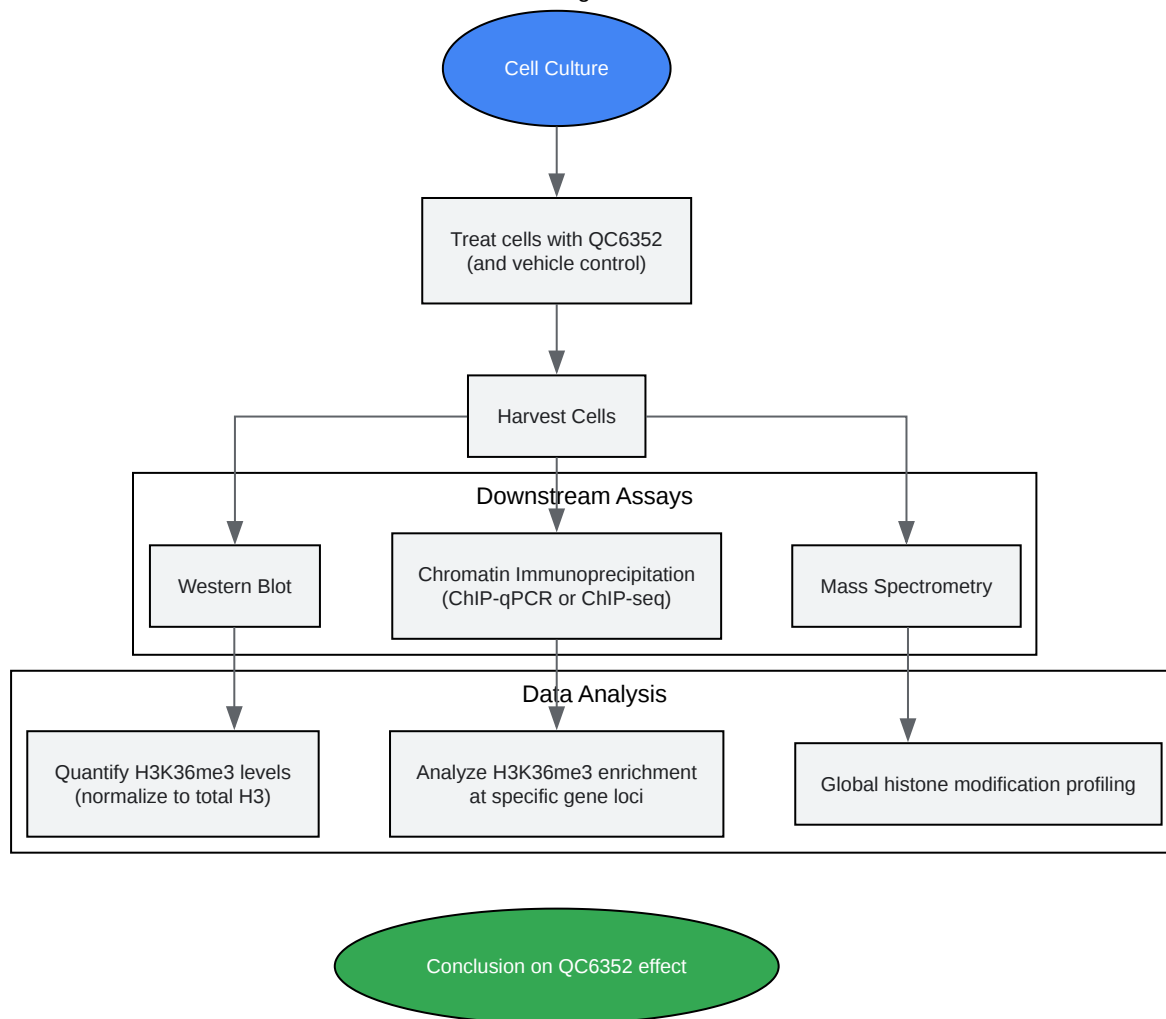 Cell Culture
Treat cells with QC6352
(and vehicle control)
Harvest Cells
Downstream Assays
Western Blot
Chromatin Immunoprecipitation
(ChIP-qPCR or ChIP-seq)
Mass Spectrometry
Data Analysis
Quantify H3K36me3 levels
(normalize to total H3)
Analyze H3K36me3 enrichment
at specific gene loci
Global histone modification profiling
Conclusion on QC6352 effect